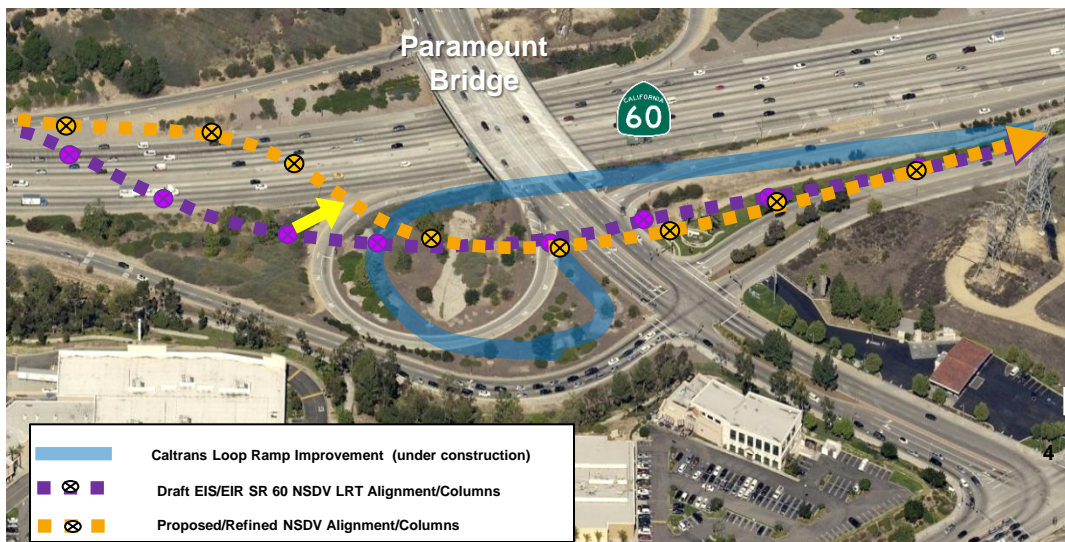 Paramount
Bridge
CALIFORNIA
60
4
Caltrans Loop Ramp Improvement (under construction)
Draft EIS/EIR SR 60 NSDV LRT Alignment/Columns
Proposed/Refined NSDV Alignment/Columns